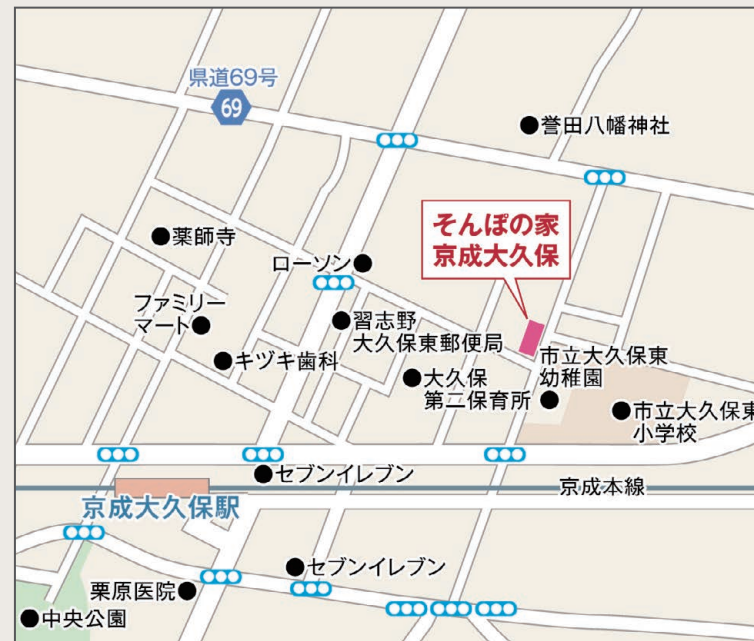 県道69号
69
誉田八幡神社
そんぽの家
京成大久保
薬師寺
ローソン
ファミリー
マート
習志野
大久保東郵便局
キヅキ歯科
市立大久保東
幼稚園
大久保
第二保育所
市立大久保東
小学校
セブンイレブン
京成本線
京成大久保駅
セブンイレブン
栗原医院
中央公園